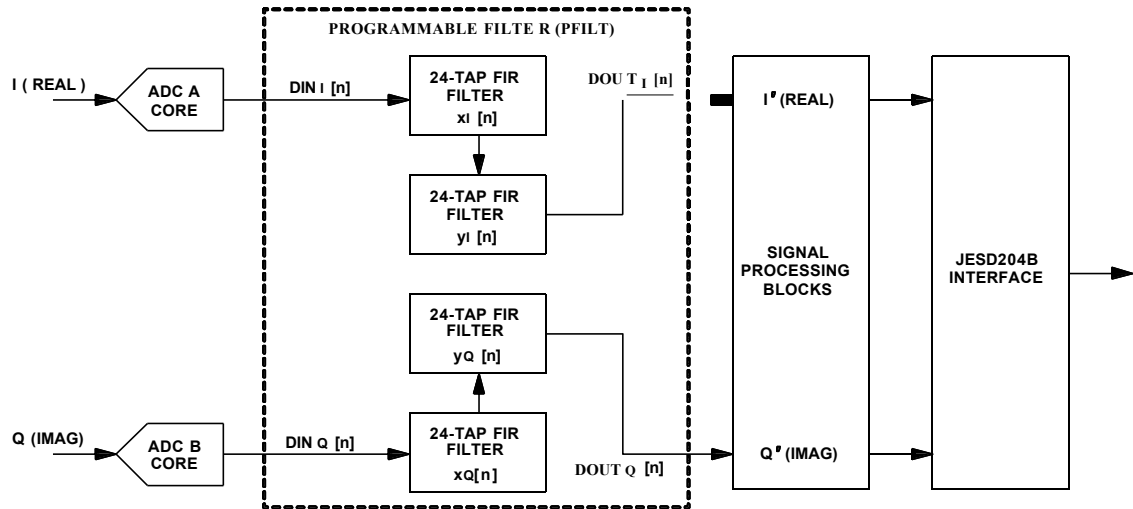 PROGRAMMABLE FILTE R (PFILT)
I ( REAL )
ADC A
CORE
DIN I [n]
24-TAP FIR
FILTER
xI [n]
DOU T I [n]
I' (REAL)
24-TAP FIR
FILTER
yI [n]
SIGNAL
PROCESSING
BLOCKS
JESD204B
INTERFACE
24-TAP FIR
FILTER
yQ [n]
Q (IMAG)
ADC B
CORE
DIN Q [n]
24-TAP FIR
FILTER
xQ[n]
DOUT Q [n]
Q' (IMAG)